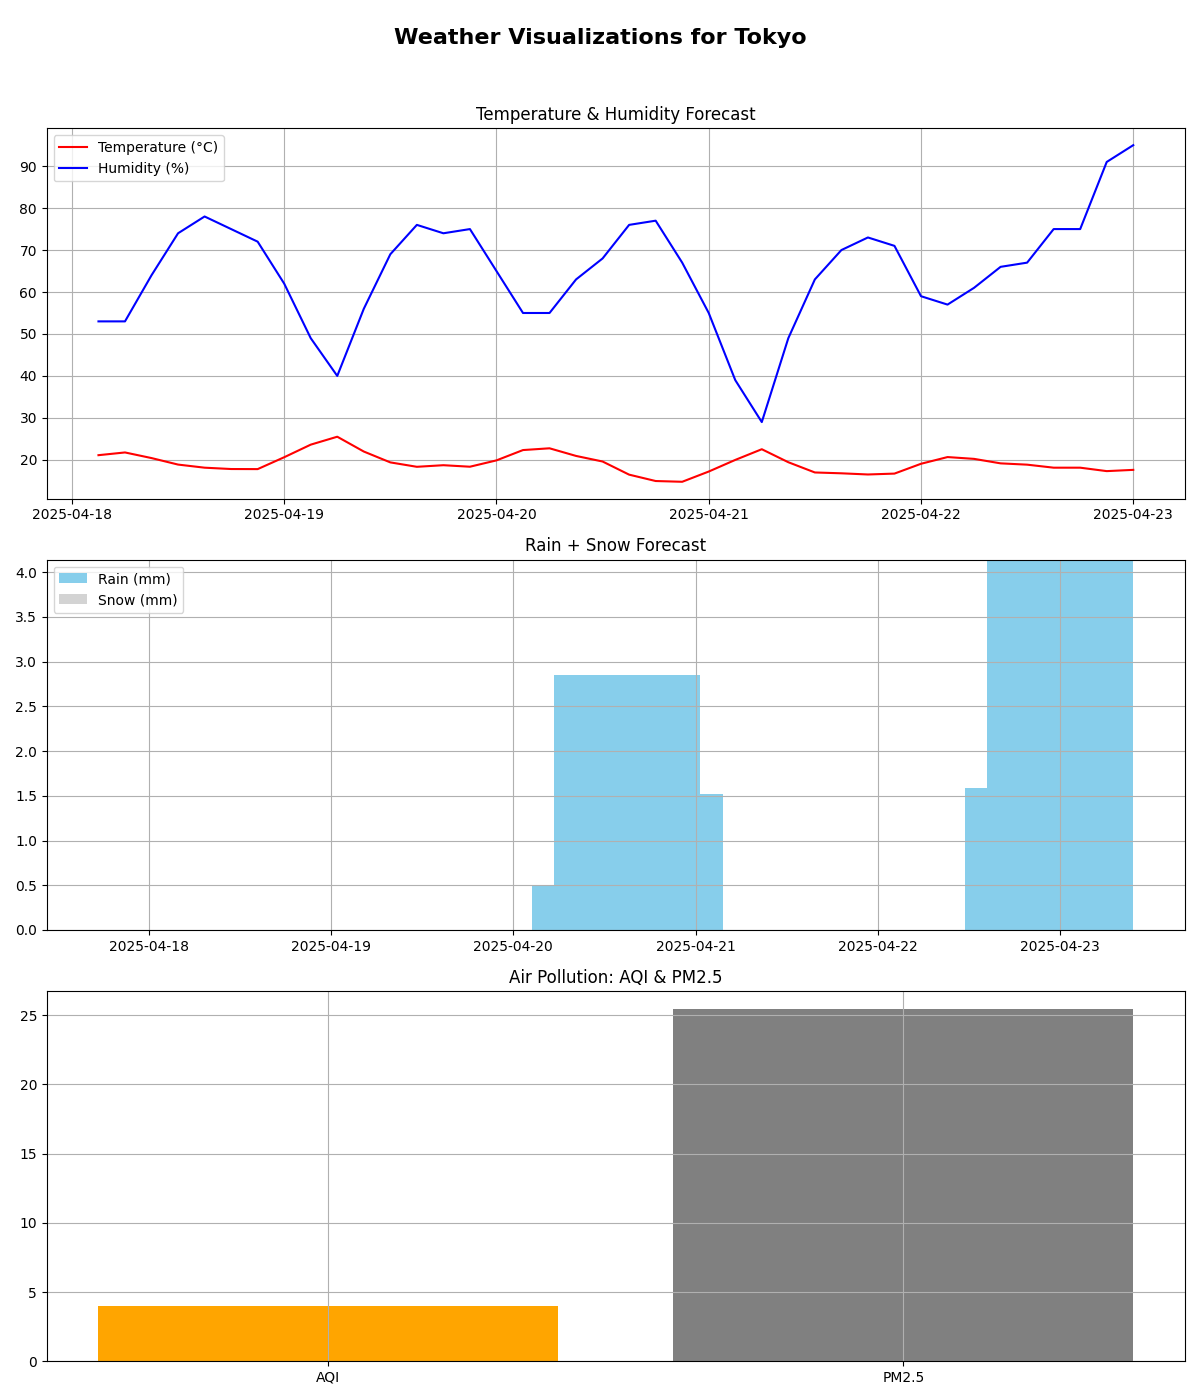 Weather Visualizations for Tokyo
Temperature & Humidity Forecast
Temperature (°C)
Humidity (%)
90
80
70
60
50
40
30
20
2025-04-18 2025-04-19 2025-04-20 2025-04-21 2025-04-22 2025-04-23
Rain + Snow Forecast
Rain (mm)
Snow (mm)
4.0
3.5
3.0
2.5
2.0
1.5
1.0
0.5
0.0
2025-04-18 2025-04-19 2025-04-20 2025-04-21 2025-04-22 2025-04-23
Air Pollution: AQI & PM2.5
25
20
15
10
5
0
AQI PM2.5